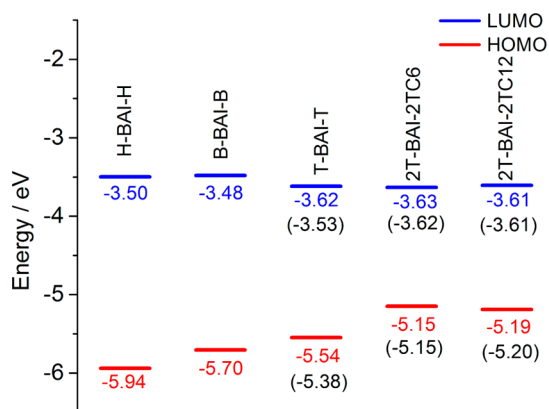 LUMO
HOMO
Energy / eV
-2
-3
-4
-5
-6
H-BAI-H
B-BAI-B
T-BAI-T
2T-BAI-2TC6
2T-BAI-2TC12
-3.50
-3.48
-3.62
(-3.53)
-3.63
(-3.62)
-3.61
(-3.61)
-5.94
-5.70
-5.54
(-5.38)
-5.15
(-5.15)
-5.19
(-5.20)